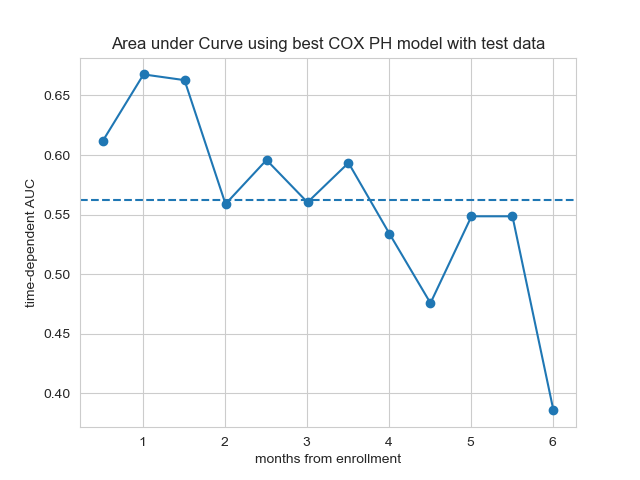 Area under Curve using best COX PH model with test data
time-dependent AUC
0.65
0.60
0.55
0.50
0.45
0.40
1 2 3 4 5 6
months from enrollment